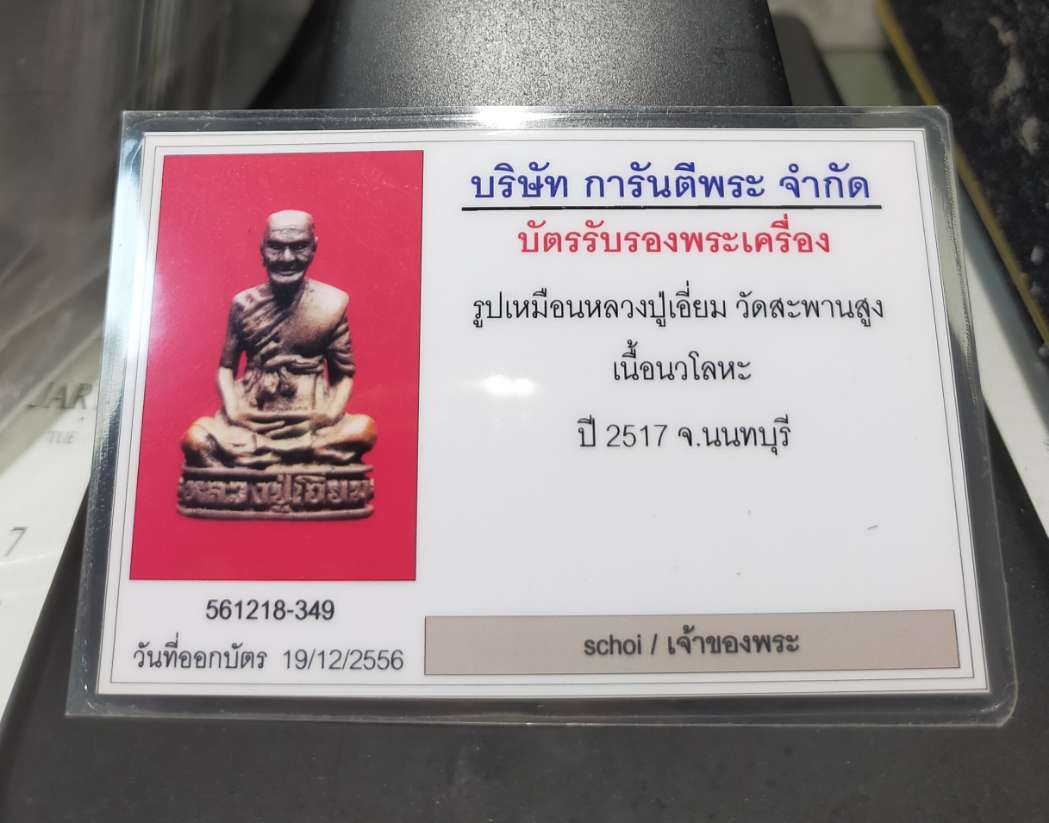 บริษัท การันตีพระ จำกัด
บัตรรับรองพระเครื่อง
รูปเหมือนหลวงปู่เอี่ยม วัดสะพานสูง
เนื้อนวโลหะ
ปี 2517 จ.นนทบุรี
หลวงปู่เอี่ยม
561218-349
วันที่ออกบัตร 19/12/2556
schoi / เจ้าของพระ
7